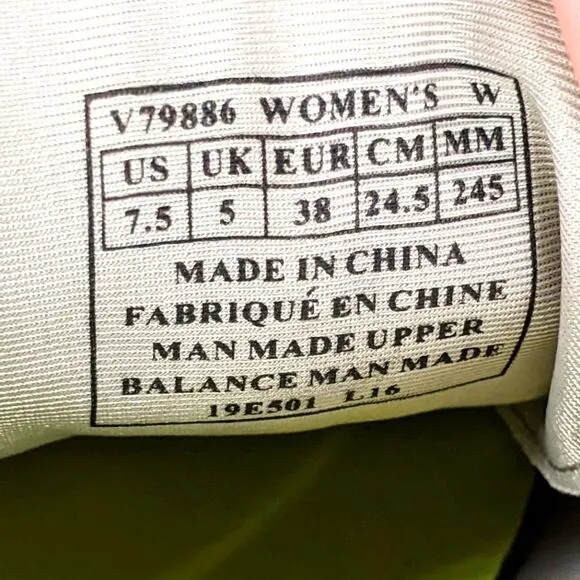 V79886 WOMEN'S W
US UK EUR CM MM
7.5 5 38 24.5 245
MADE IN CHINA
FABRIQUÉ EN CHINE
MAN MADE UPPER
BALANCE MAN MADE
19E501 L16